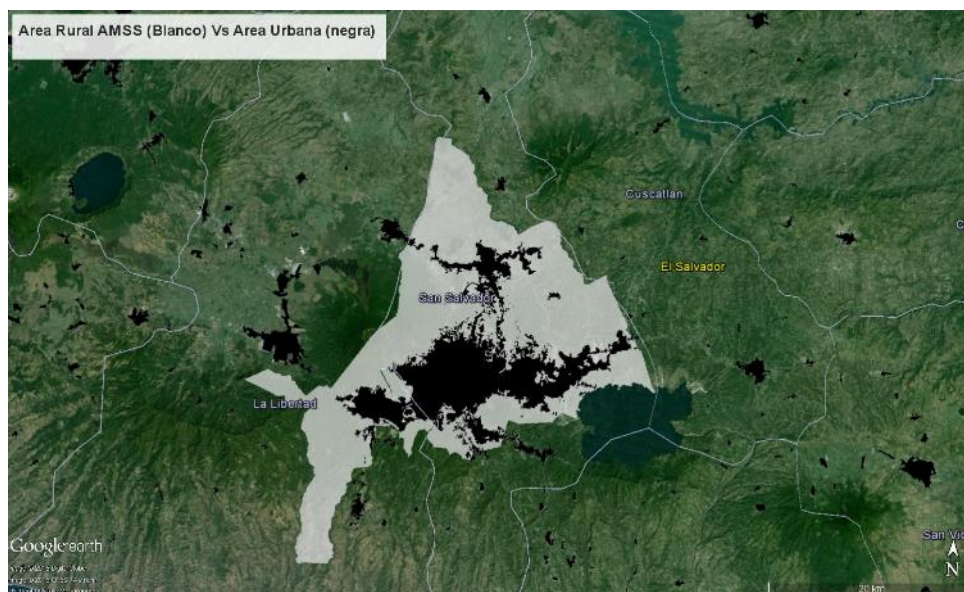 Area Rural AMSS (Blanco) Vs Area Urbana (negra)
Cuscatlan
C
El Salvador
San Salvador
La Libertad
San Vic
Google earth
N
20 km